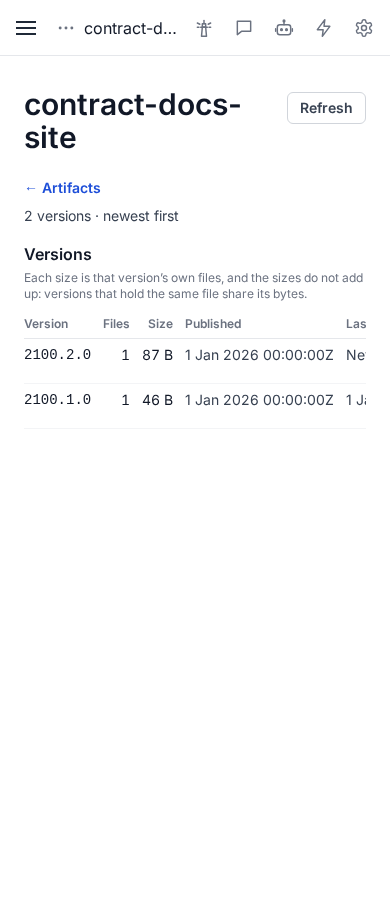 contract-d...
contract-docs-
site
Refresh
← Artifacts
2 versions · newest first
Versions
Each size is that version's own files, and the sizes do not add
up: versions that hold the same file share its bytes.
Version Files Size Published
2100.2.0 1 87 B 1 Jan 2026 00:00:00Z
2100.1.0 1 46 B 1 Jan 2026 00:00:00Z 1